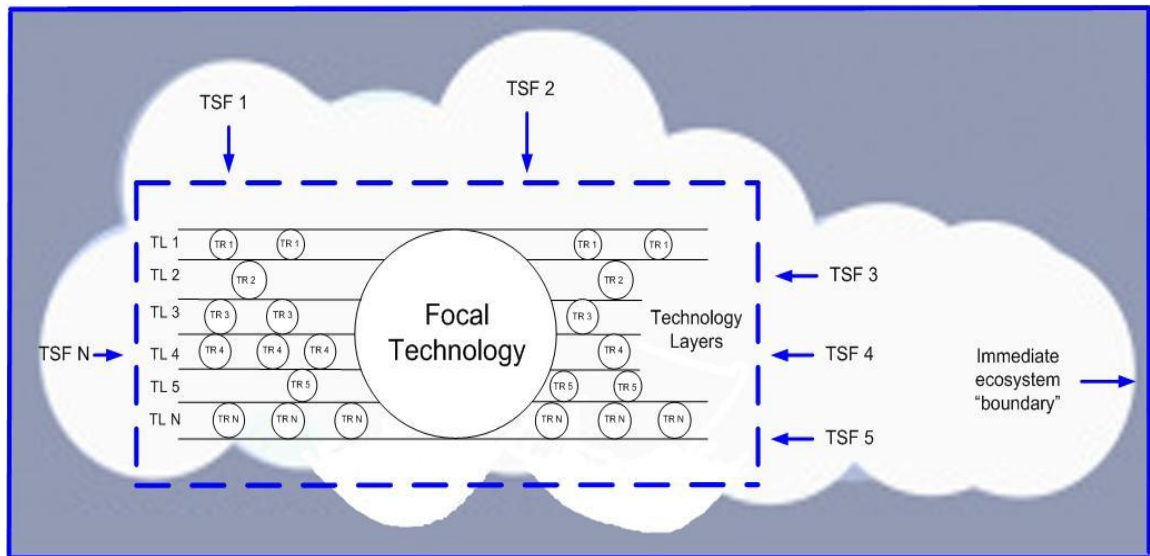 TSF 1
TSF 2
TL 1
TR 1
TR 1
TR 1
TR 1
TL 2
TR 2
TR 2
TSF 3
TL 3
TR 3
TR 3
TR 3
Focal
Technology
Technology
Layers
TSF N
TL 4
TR 4
TR 4
TR 4
TR 4
TSF 4
Immediate
ecosystem
“boundary”
TL 5
TR 5
TR 5
TR 5
TL N
TR N
TR N
TR N
TR N
TR N
TR N
TSF 5